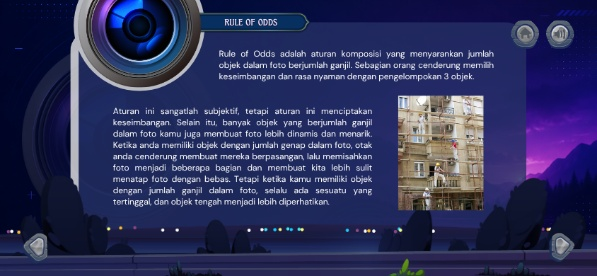 RULE OF ODDS
Rule of Odds adalah aturan komposisi yang menyarankan jumlah
objek dalam foto berjumlah ganjil. Sebagian orang cenderung memilih
keseimbangan dan rasa nyaman dengan pengelompokan 3 objek.
Aturan ini sangatlah subjektif, tetapi aturan ini menciptakan
keseimbangan. Selain itu, banyak objek yang berjumlah ganjil
dalam foto kamu juga membuat foto lebih dinamis dan menarik.
Ketika anda memiliki objek dengan jumlah genap dalam foto, otak
anda cenderung membuat mereka berpasangan, lalu memisahkan
foto menjadi beberapa bagian dan membuat kita lebih sulit
menatap foto dengan bebas. Tetapi ketika kamu memiliki objek
dengan jumlah ganjil dalam foto, selalu ada sesuatu yang
tertinggal, dan objek tengah menjadi lebih diperhatikan.